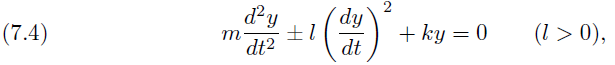 (7.4) m d²y/dt² ± l (dy/dt)² + ky = 0 (l > 0),